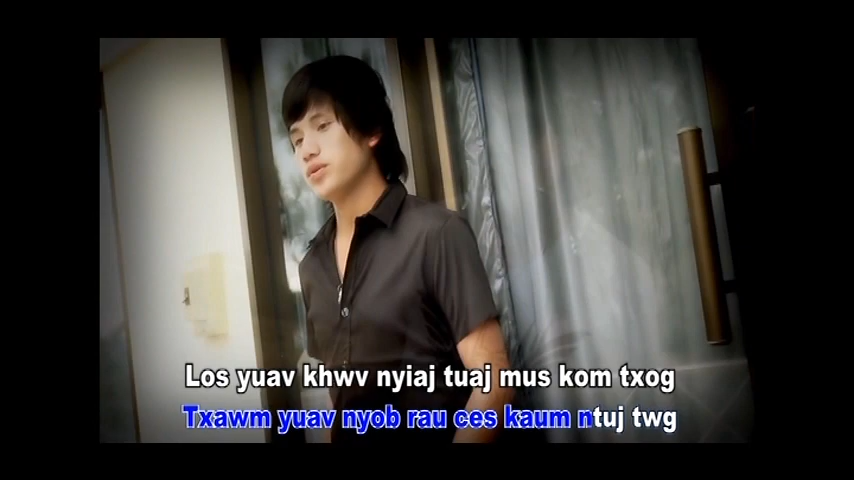 Los yuav khwv nyiaj tuaj mus kom txog
Txawm yuav nyob rau ces kaum ntuj twg